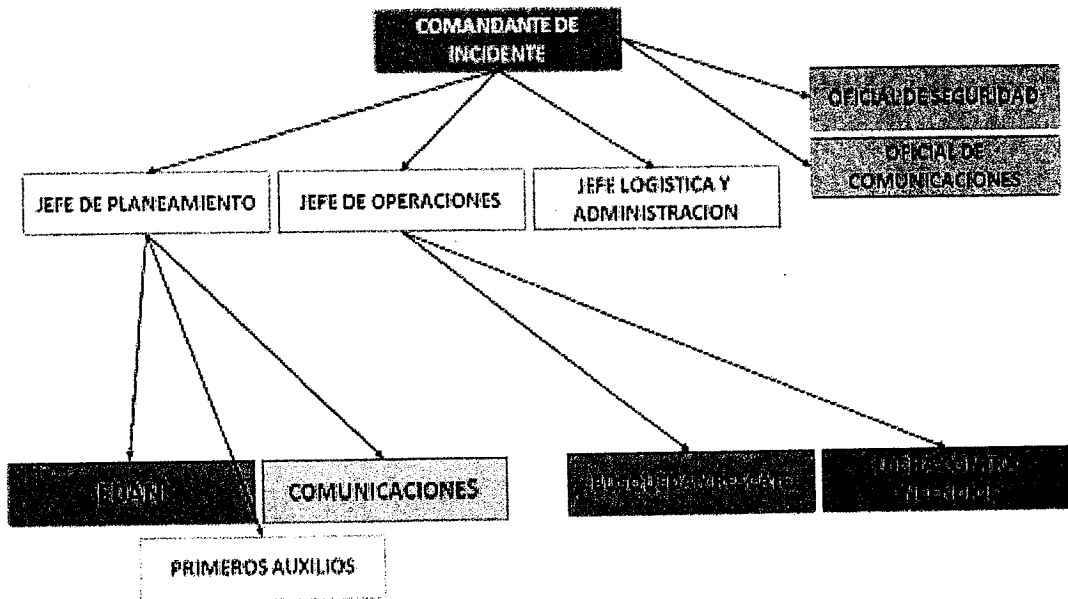 COMANDANTE DE
INCIDENTE
OFICIAL DE SEGURIDAD
OFICIAL DE
COMUNICACIONES
JEFE DE PLANEAMIENTO
JEFE DE OPERACIONES
JEFE LOGISTICA Y
ADMINISTRACION
EDAN
COMUNICACIONES
PRIMEROS AUXILIOS